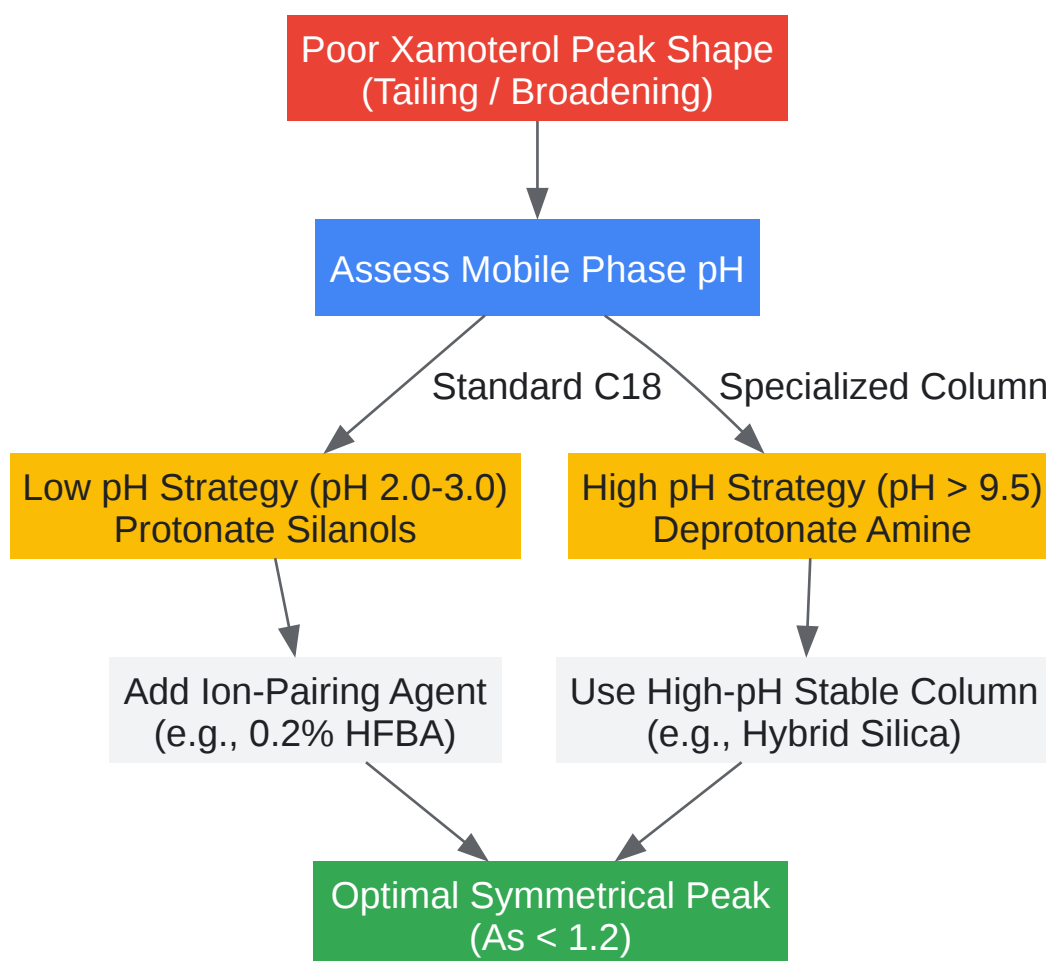 Poor Xamoterol Peak Shape
(Tailing / Broadening)
Assess Mobile Phase pH
Standard C18
Specialized Column
Low pH Strategy (pH 2.0-3.0)
Protonate Silanols
High pH Strategy (pH > 9.5)
Deprotonate Amine
Add Ion-Pairing Agent
(e.g., 0.2% HFBA)
Use High-pH Stable Column
(e.g., Hybrid Silica)
Optimal Symmetrical Peak
(As < 1.2)